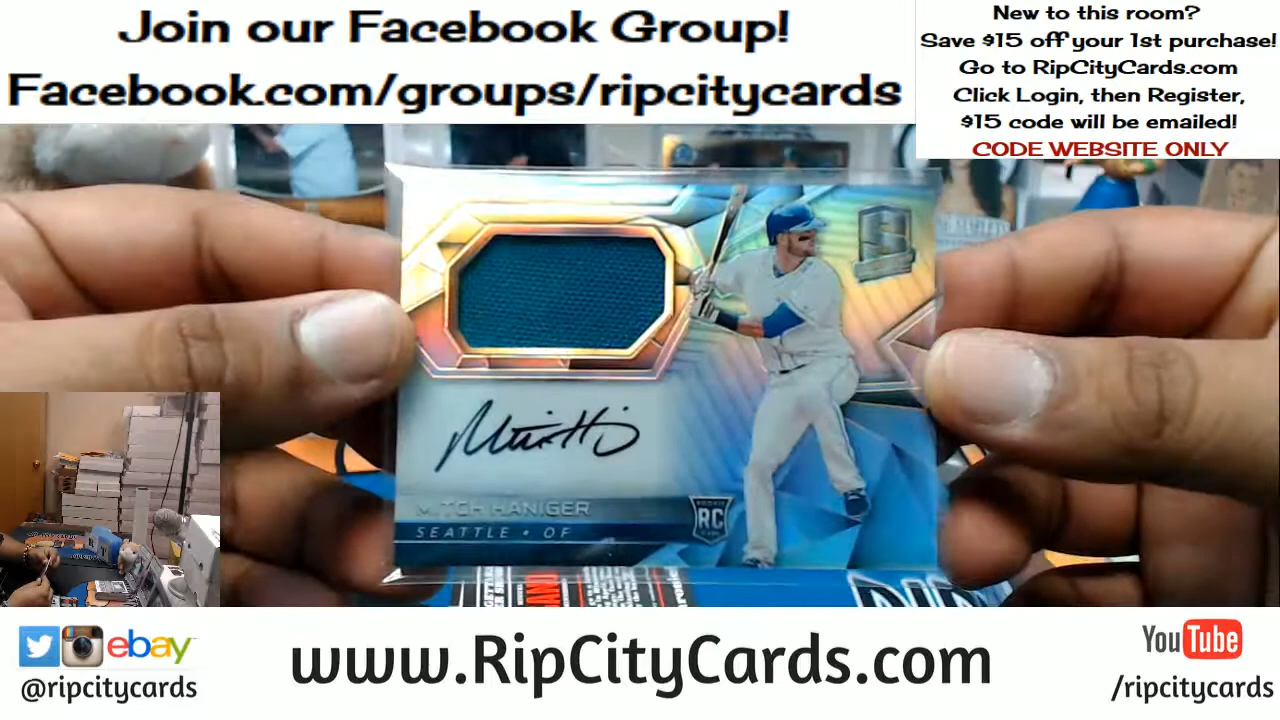 Join our Facebook Group!
Facebook.com/groups/ripcitycards
New to this room?
Save $15 off your 1st purchase!
Go to RipCityCards.com
Click Login, then Register,
$15 code will be emailed!
CODE WEBSITE ONLY
MITCH HANIGER
SEATTLE • OF
RC
ebay
@ripcitycards
www.RipCityCards.com
YouTube
/ripcitycards